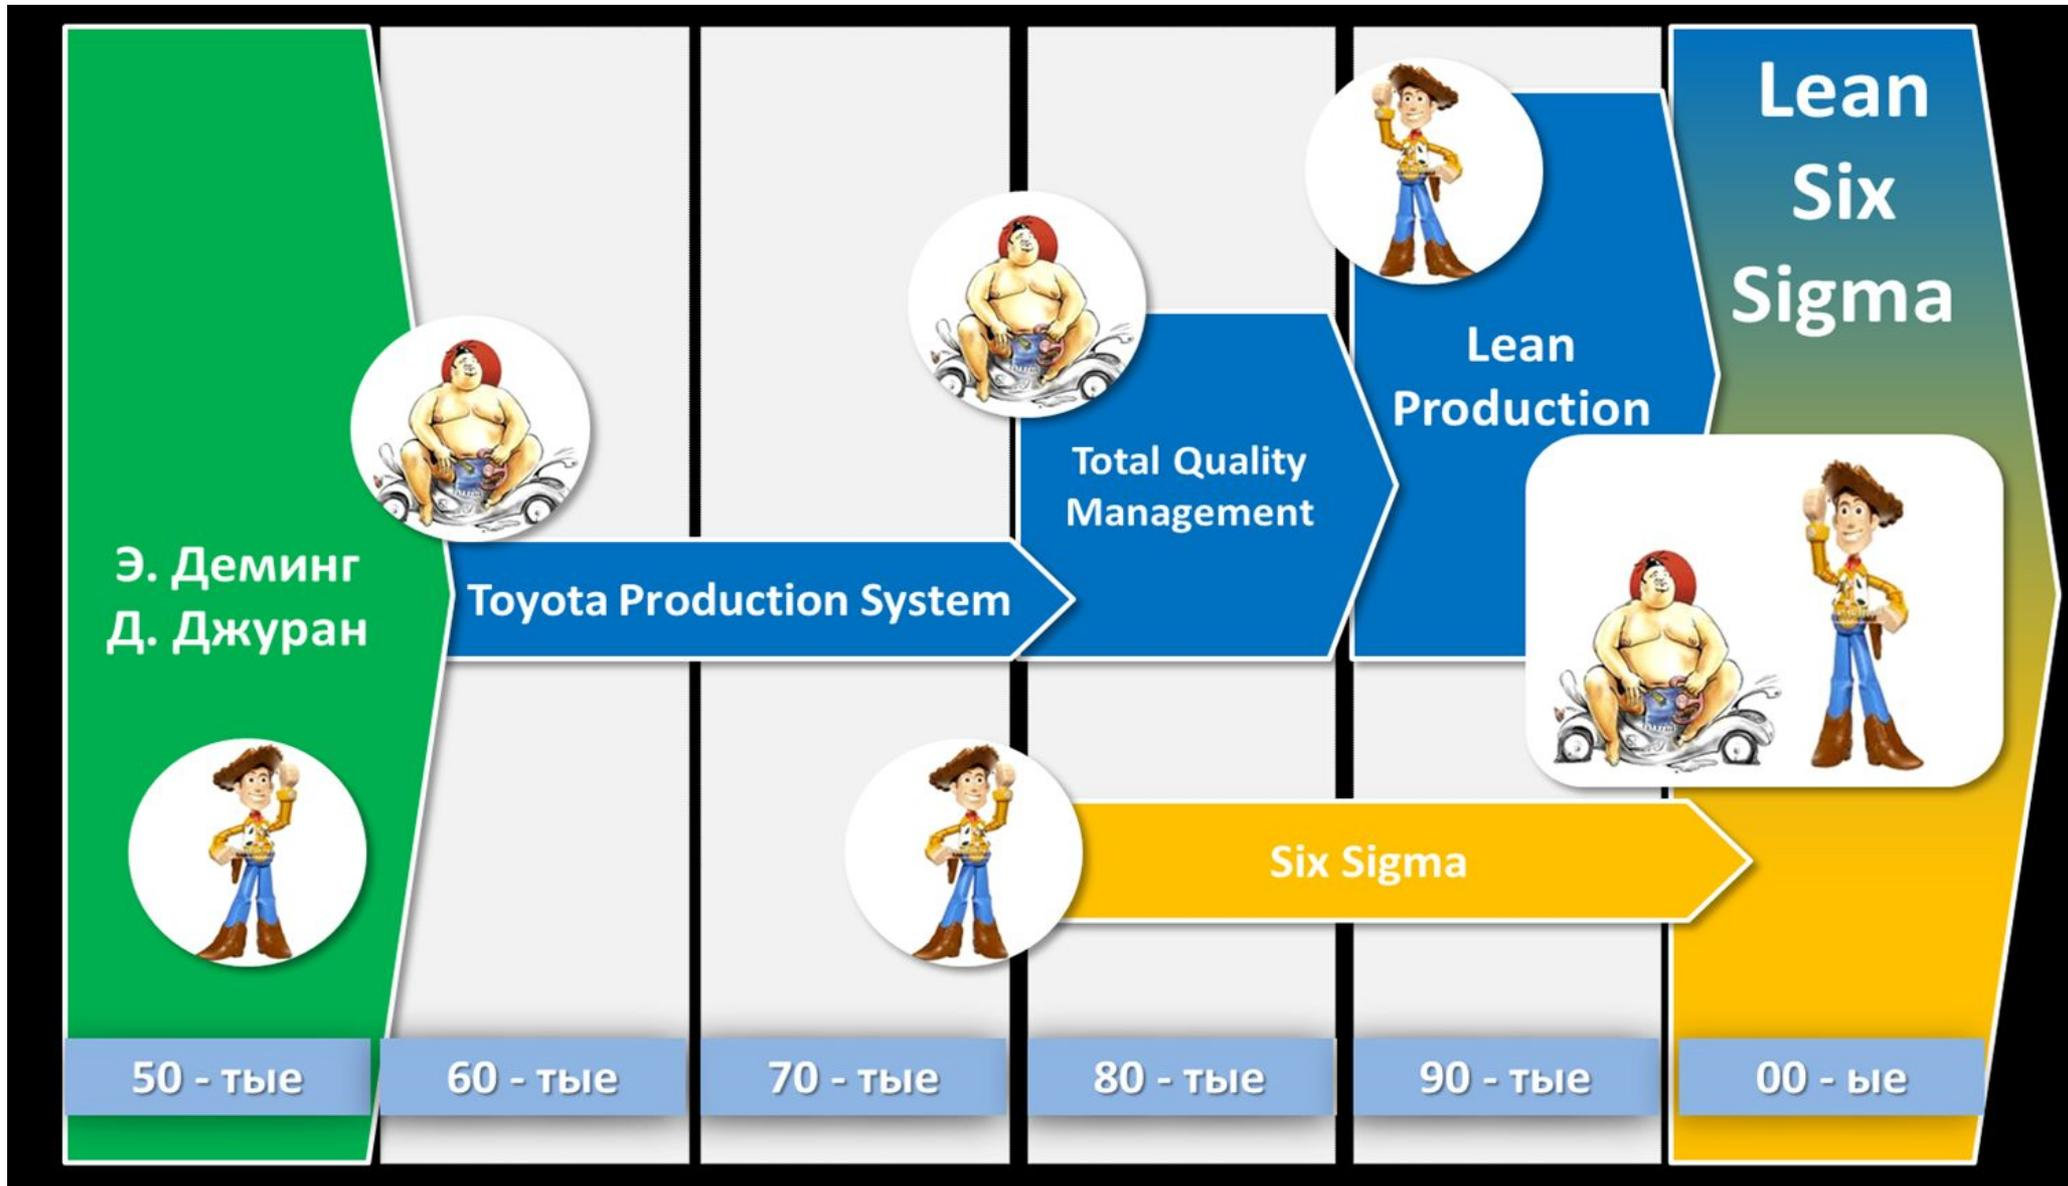 Э. Деминг
Д. Джуран
Toyota Production System
Total Quality
Management
Lean
Production
Lean
Six
Sigma
Six Sigma
50 - тые
60 - тые
70 - тые
80 - тые
90 - тые
00 - ые